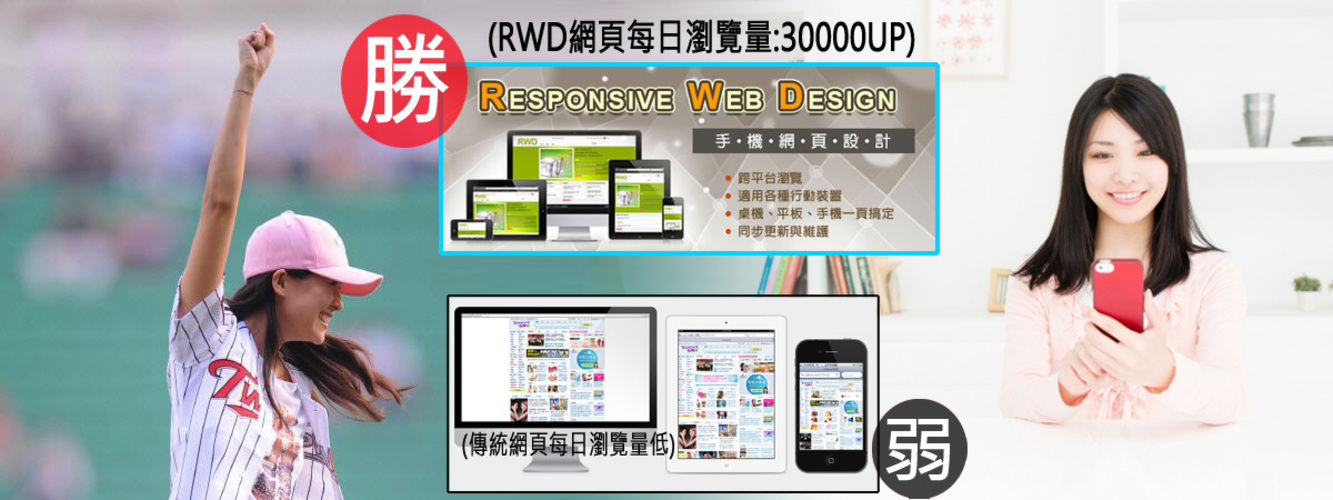 (RWD網頁每日瀏覽量:30000UP)
勝
RESPONSIVE WEB DESIGN
手•機•網•頁•設•計
RWD
跨平台瀏覽
適用各種行動裝置
桌機、平板、手機一頁搞定
同步更新與維護
Tw
(傳統網頁每日瀏覽量低)
弱